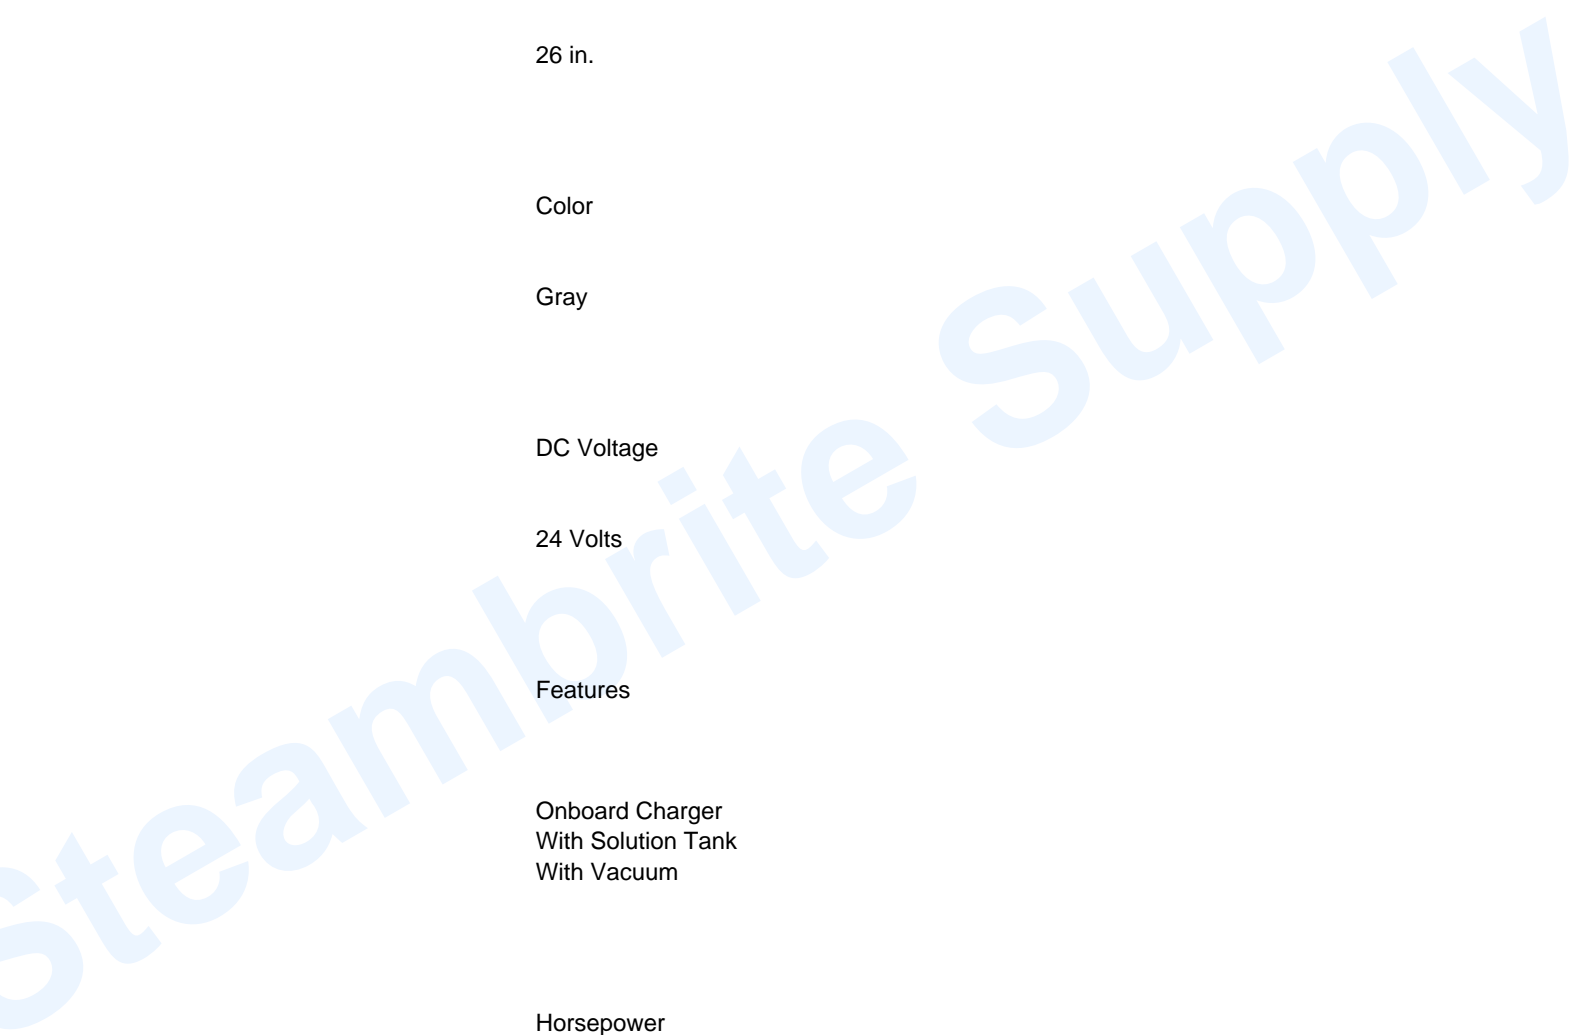 26 in.
Color
Gray
DC Voltage
24 Volts
Features
Onboard Charger
With Solution Tank
With Vacuum
Horsepower
Steambrite Supply